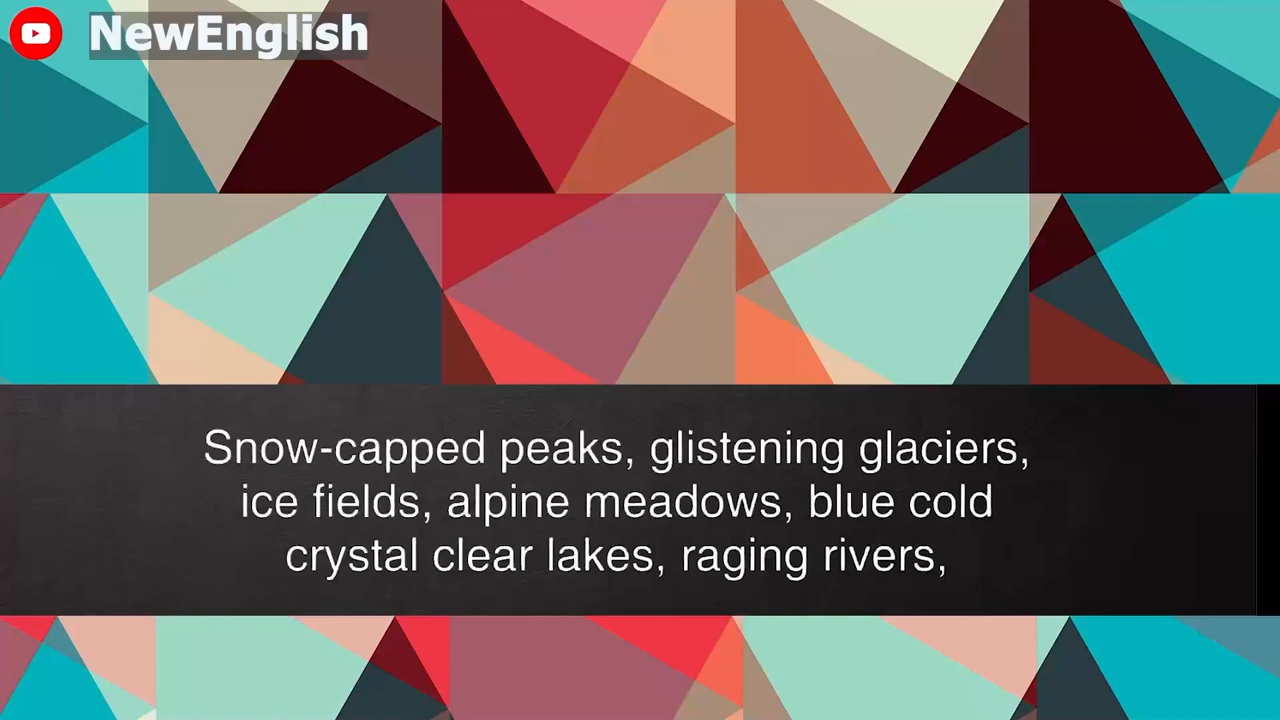 NewEnglish
Snow-capped peaks, glistening glaciers,
ice fields, alpine meadows, blue cold
crystal clear lakes, raging rivers,